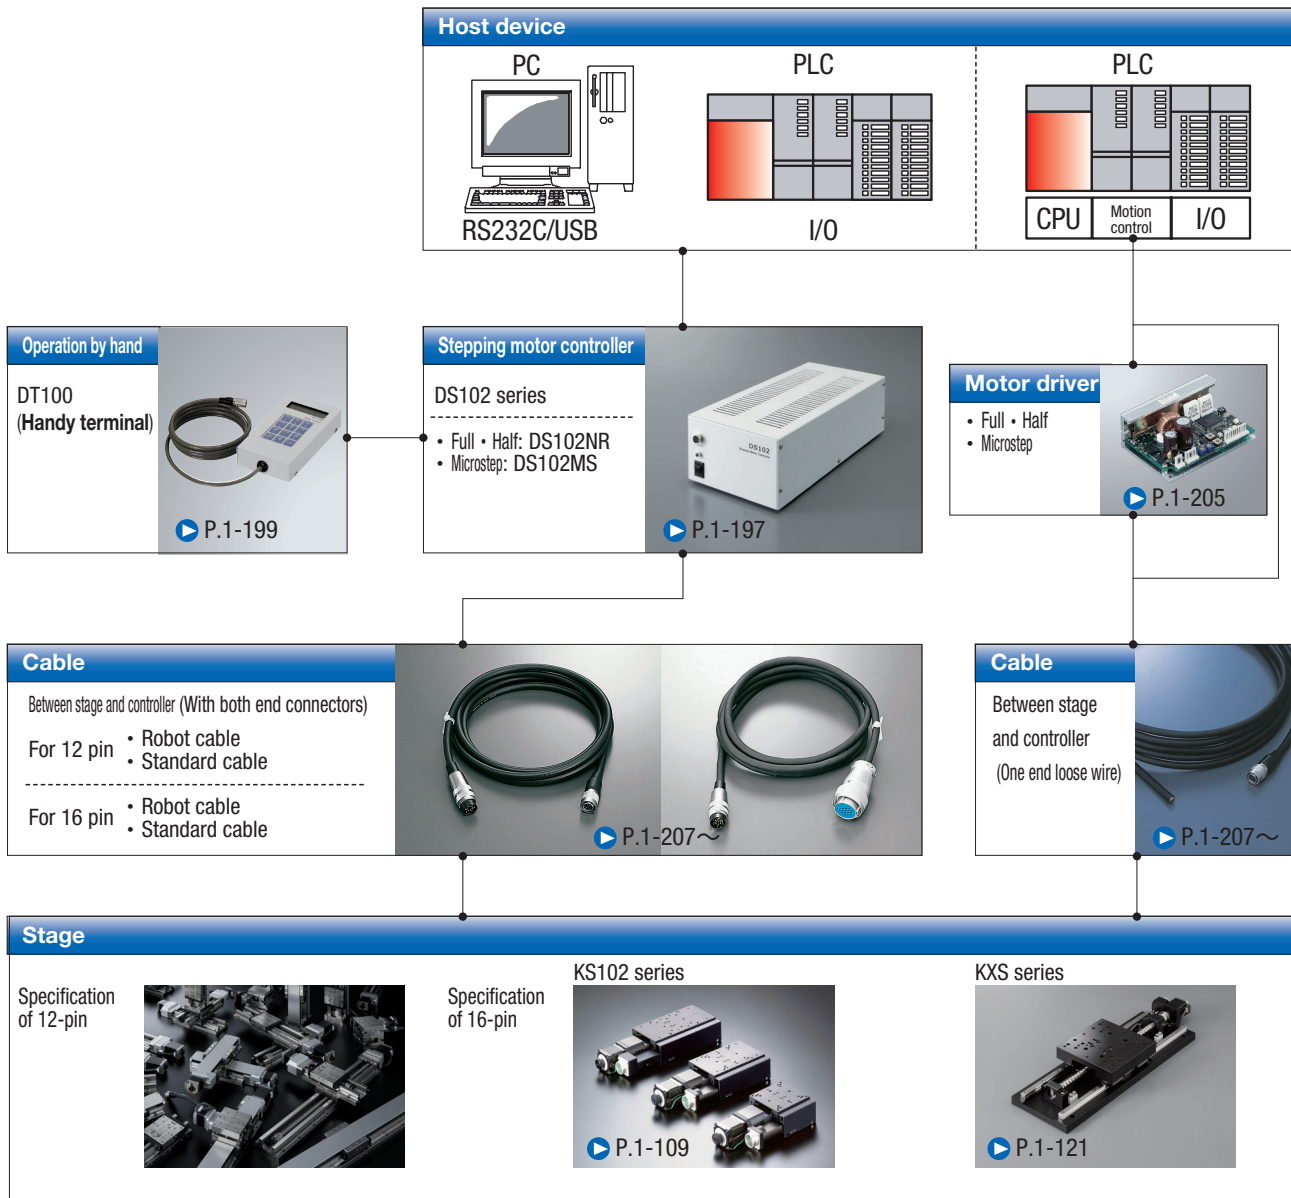 Host device
PC
PLC
PLC
RS232C/USB
I/O
CPU
Motion
control
I/O
Operation by hand
DT100
(Handy terminal)
P.1-199
Stepping motor controller
DS102 series
• Full • Half: DS102NR
• Microstep: DS102MS
DS102
P.1-197
Motor driver
• Full • Half
• Microstep
P.1-205
Cable
Between stage and controller (With both end connectors)
For 12 pin
• Robot cable
• Standard cable
For 16 pin
• Robot cable
• Standard cable
P.1-207〜
Cable
Between stage
and controller
(One end loose wire)
P.1-207〜
Stage
Specification
of 12-pin
Specification
of 16-pin
KS102 series
P.1-109
KXS series
P.1-121